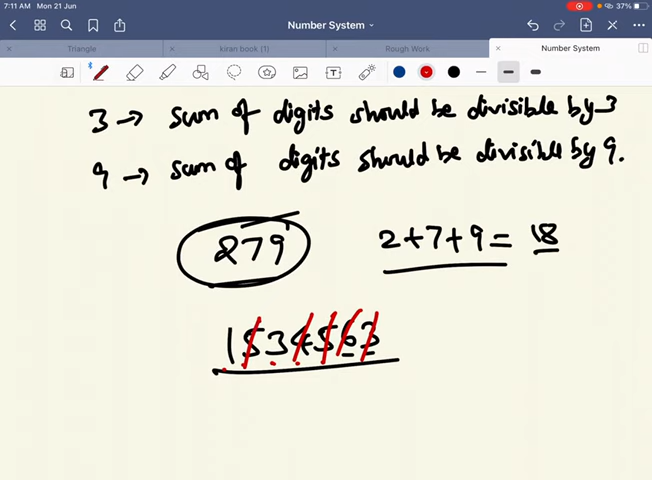 7:11 AM Mon 21 Jun
37%
Number System
Triangle
kiran book (1)
Rough Work
Number System
T
3 → sum of digits should be divisible by 3
9 → sum of digits should be divisible by 9.
279
2+7+9 = 18
1534563